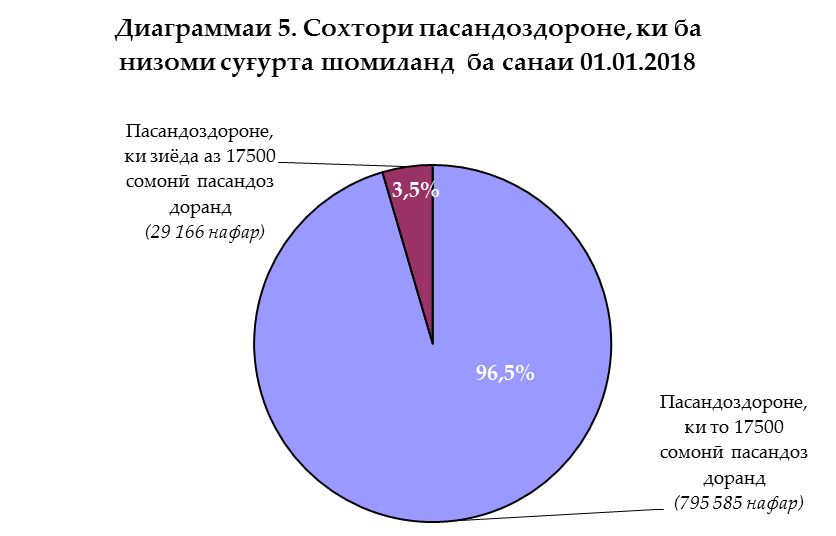 Диаграммаи 5. Сохтори пасандоздороне, ки ба
низоми суғурта шомиланд ба санаи 01.01.2018
Пасандоздороне,
ки зиёда аз 17500
сомонӣ пасандоз
доранд
(29 166 нафар)
3,5%
96,5%
Пасандоздороне,
ки то 17500
сомонӣ пасандоз
доранд
(795 585 нафар)